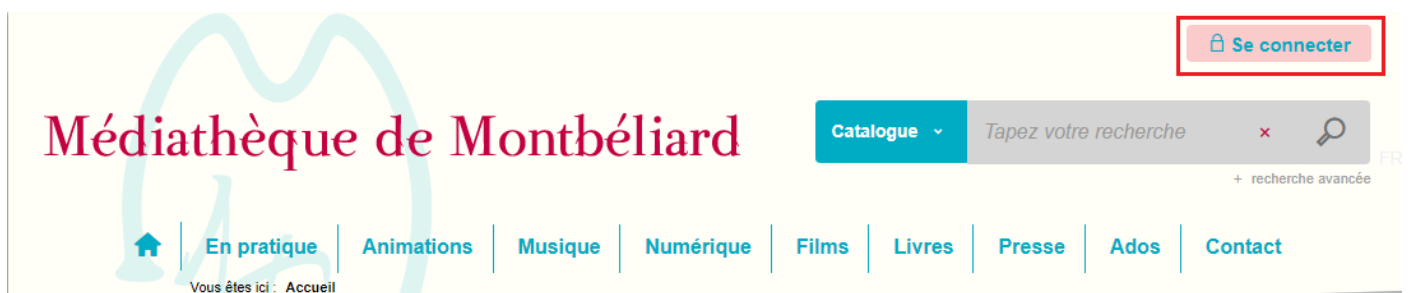 Se connecter
Médiathèque de Montbéliard
Catalogue Tapez votre recherche ×
FR
+ recherche avancée
En pratique Animations Musique Numérique Films Livres Presse Ados Contact
Vous êtes ici : Accueil